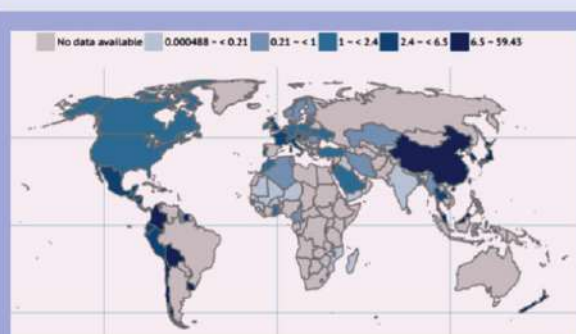 No data available 0.000488 - < 0.21 0.21 - < 1 1 - < 2.4 2.4 - < 6.5 6.5 - 59.43